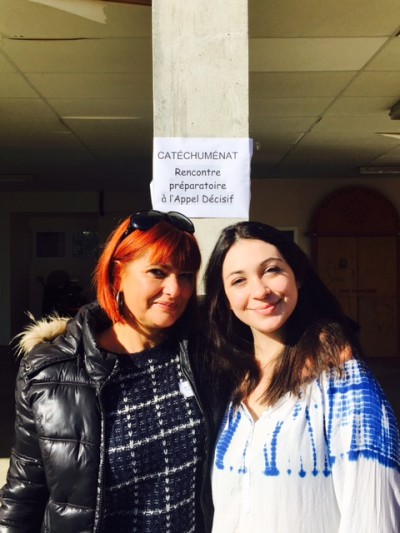 CATÉCHUMÉNAT
Rencontre
préparatoire
à l'Appel Décisif